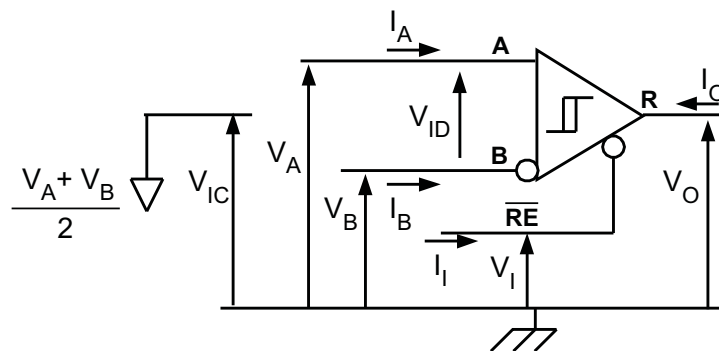 I_A
A
R
I_O
V_ID
B
V_A
V_IC
V_A + V_B
2
V_B
I_B
RE
V_O
I_I
V_I